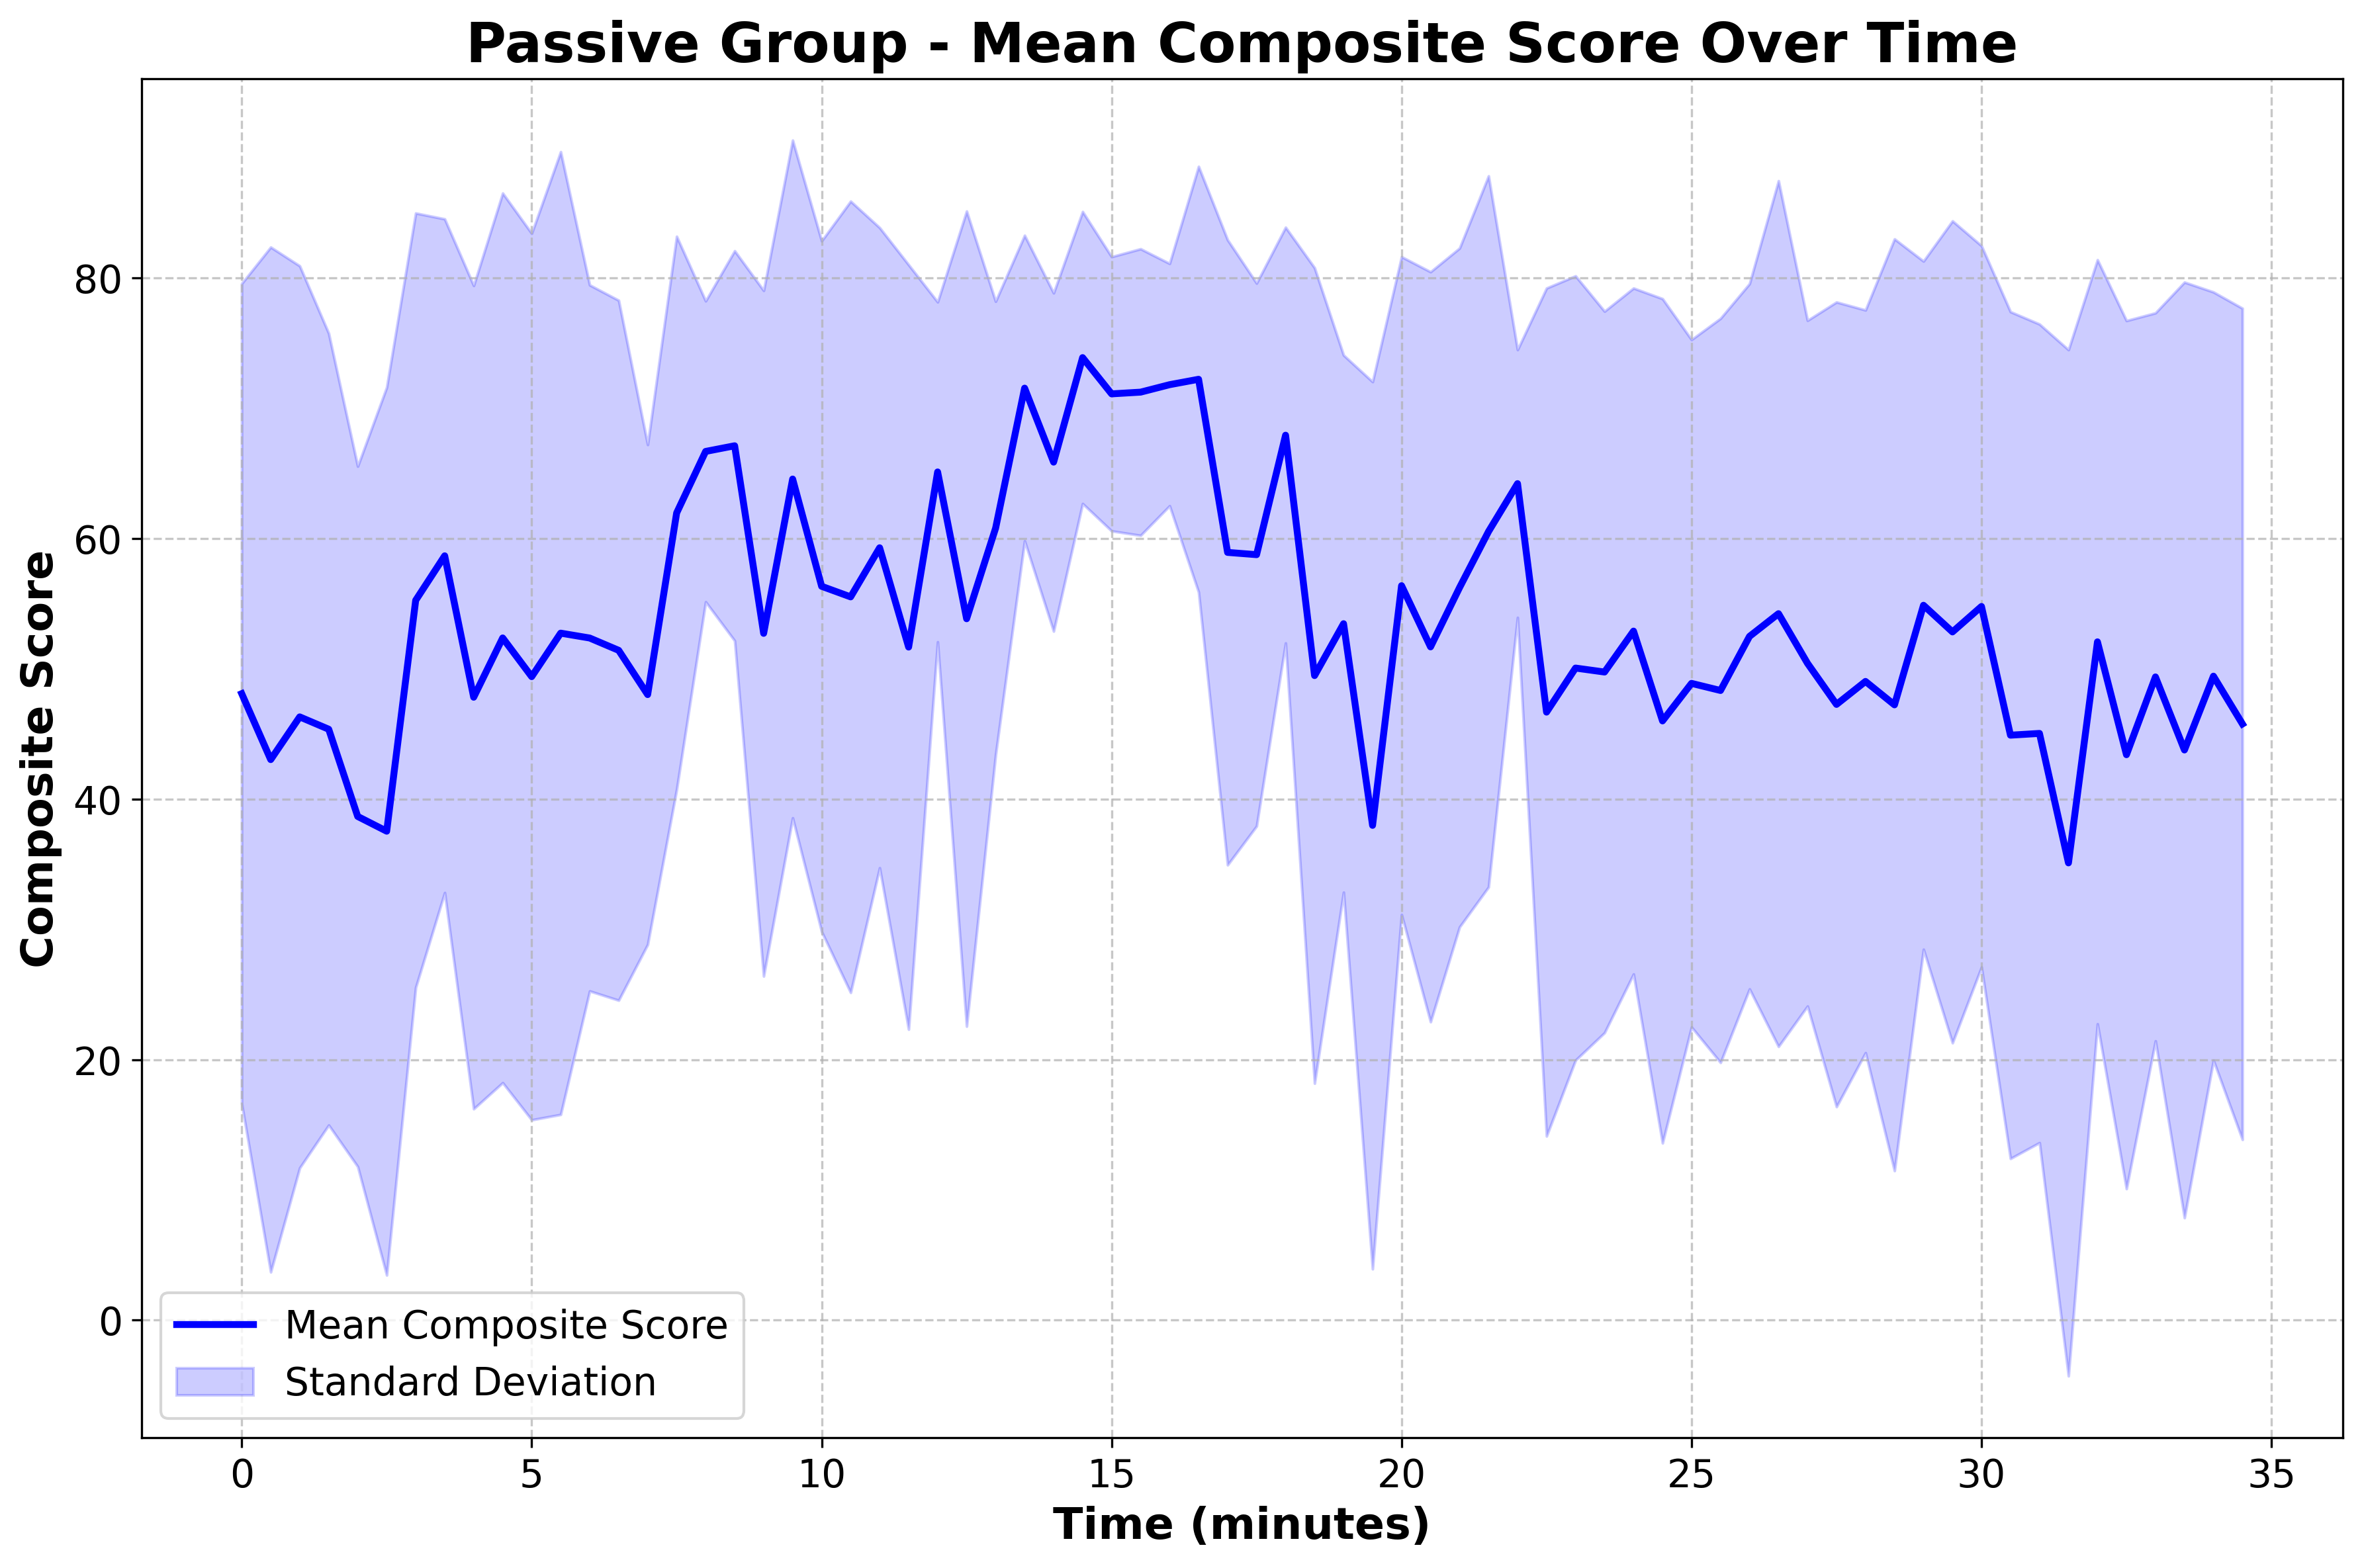 Passive Group - Mean Composite Score Over Time
Composite Score
80
60
40
20
0
Mean Composite Score
Standard Deviation
0 5 10 15 20 25 30 35
Time (minutes)